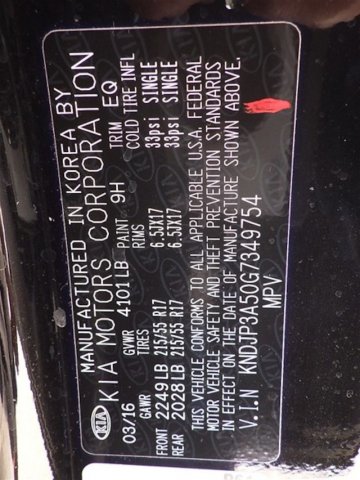 MANUFACTURED IN KOREA BY
KIA KIA MOTORS CORPORATION
03/16 GVWR 4101LB PAINT 9H TRIM EQ
GAWR TIRES RIMS COLD TIRE INFL
FRONT 2249LB 215/55 R17 6.5JX17 33psi SINGLE
REAR 2028LB 215/55 R17 6.5JX17 33psi SINGLE
THIS VEHICLE CONFORMS TO ALL APPLICABLE U.S.A. FEDERAL
MOTOR VEHICLE SAFETY AND THEFT PREVENTION STANDARDS
IN EFFECT ON THE DATE OF MANUFACTURE SHOWN ABOVE.
V.I.N KNDJP3A50G7349754
MPV